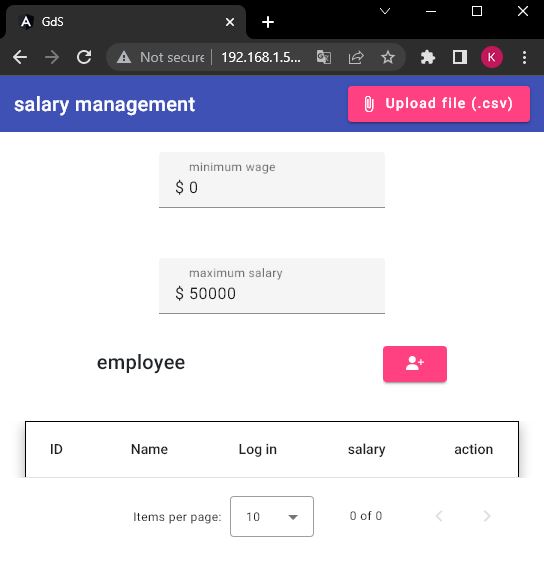 GdS
Not secure 192.168.1.5...
salary management
Upload file (.csv)
minimum wage
$ 0
maximum salary
$ 50000
employee
ID Name Log in salary action
Items per page: 10 0 of 0
K